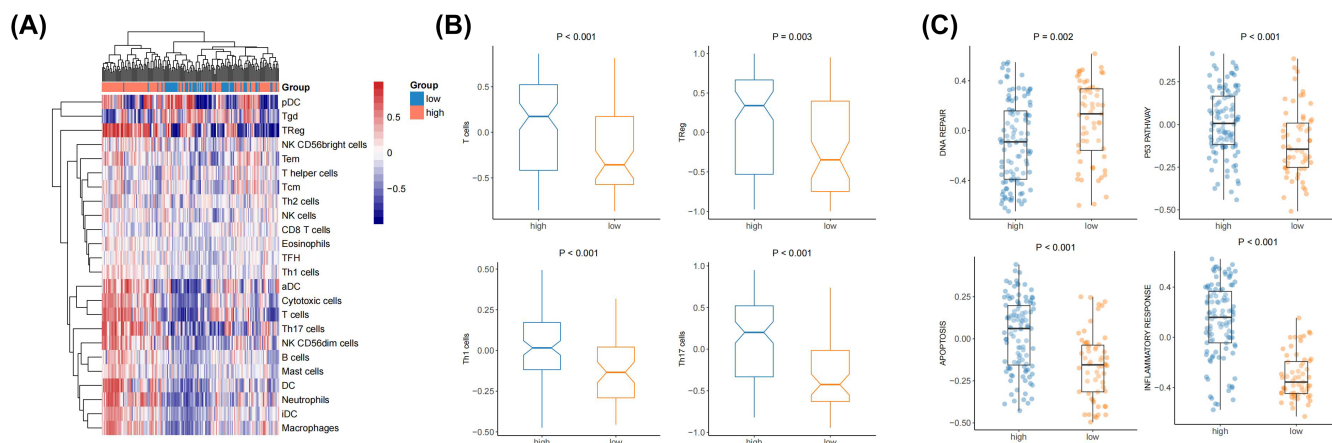 (A)
Group
pDC
Tgd
TReg
NK CD56bright cells
Tem
T helper cells
Tcm
Th2 cells
NK cells
CD8 T cells
Eosinophils
TFH
Th1 cells
aDC
Cytotoxic cells
T cells
Th17 cells
NK CD56dim cells
B cells
Mast cells
DC
Neutrophils
iDC
Macrophages
0.5
0
−0.5
Group
low
high
(B)
P < 0.001
T cells
0.5
0.0
−0.5
high
low
P = 0.003
TReg
1.0
0.5
0.0
−0.5
−1.0
high
low
P < 0.001
Th1 cells
0.50
0.25
0.00
−0.25
−0.50
high
low
P < 0.001
Th17 cells
1.0
0.5
0.0
−0.5
high
low
(C)
P = 0.002
DNA REPAIR
0.4
0.0
−0.4
high
low
P < 0.001
P53 PATHWAY
0.25
0.00
−0.25
−0.50
high
low
P < 0.001
APOPTOSIS
0.25
0.00
−0.25
−0.50
high
low
P < 0.001
INFLAMATORY RESPONSE
0.4
0.0
−0.4
high
low